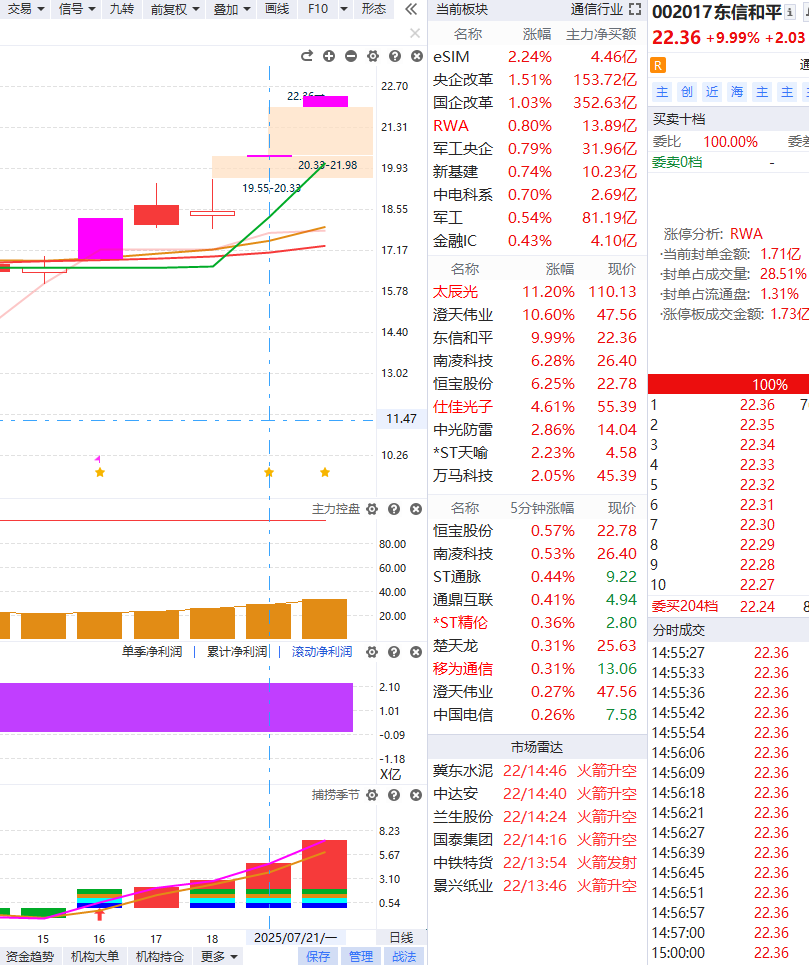 交易 信号 九转 前复权 叠加 画线 F10 形态
22.36
22.70
21.31
20.33-21.98
19.93
19.55-20.33
18.55
17.17
15.78
14.40
13.02
11.47
10.26
主力控盘
80.00
60.00
40.00
20.00
单季净利润 | 累计净利润 | 滚动净利润
2.10
1.01
-0.09
-1.18
X亿
捕捞季节
8.23
5.67
3.10
0.54
15 16 17 18 2025/07/21/一 日线
资金趋势 机构大单 机构持仓 更多 保存 管理 战法
当前板块 通信行业
名称 涨幅 主力净买额
eSIM 2.24% 4.46亿
央企改革 1.51% 153.72亿
国企改革 1.03% 352.63亿
RWA 0.80% 13.89亿
军工央企 0.79% 31.96亿
新基建 0.74% 10.23亿
中电科系 0.70% 2.69亿
军工 0.54% 81.19亿
金融IC 0.43% 4.10亿
名称 涨幅 现价
太辰光 11.20% 110.13
澄天伟业 10.60% 47.56
东信和平 9.99% 22.36
南凌科技 6.28% 26.40
恒宝股份 6.25% 22.78
仕佳光子 4.61% 55.39
中光防雷 2.86% 14.04
*ST天喻 2.23% 4.58
万马科技 2.05% 45.39
名称 5分钟涨幅 现价
恒宝股份 0.57% 22.78
南凌科技 0.53% 26.40
ST通脉 0.44% 9.22
通鼎互联 0.41% 4.94
*ST精伦 0.36% 2.80
楚天龙 0.31% 25.63
移为通信 0.31% 13.06
澄天伟业 0.27% 47.56
中国电信 0.26% 7.58
市场雷达
冀东水泥 22/14:46 火箭升空
中达安 22/14:40 火箭升空
兰生股份 22/14:24 火箭升空
国泰集团 22/14:16 火箭升空
中铁特货 22/13:54 火箭发射
景兴纸业 22/13:46 火箭升空
002017东信和平
22.36 +9.99% +2.03
R 通
主 创 近 海 主 主
买卖十档
委比 100.00% 委差
委卖0档 -
涨停分析: RWA
·当前封单金额: 1.71亿
·封单占成交量: 28.51%
·封单占流通盘: 1.31%
·涨停板成交金额: 1.73亿
100%
1 22.36 7
2 22.35
3 22.34
4 22.33
5 22.32
6 22.31
7 22.30
8 22.29
9 22.28
10 22.27
委买204档 22.24 8
分时成交
14:55:27 22.36
14:55:33 22.36
14:55:36 22.36
14:55:42 22.36
14:55:54 22.36
14:56:06 22.36
14:56:09 22.36
14:56:18 22.36
14:56:21 22.36
14:56:27 22.36
14:56:39 22.36
14:56:45 22.36
14:56:51 22.36
14:56:57 22.36
14:57:00 22.36
15:00:00 22.36